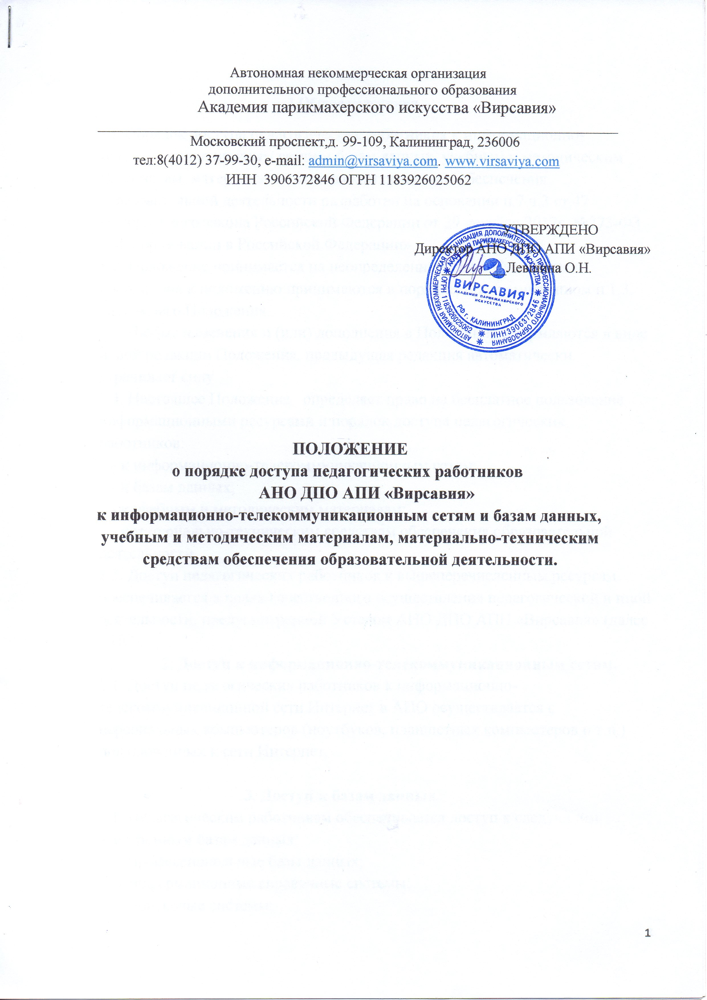 Автономная некоммерческая организация
дополнительного профессионального образования
Академия парикмахерского искусства «Вирсавия»
Московский проспект,д. 99-109, Калининград, 236006
тел:8(4012) 37-99-30, e-mail: admin@virsaviya.com. www.virsaviya.com
ИНН 3906372846 ОГРН 1183926025062
УТВЕРЖДЕНО
Директор АНО ДПО АПИ «Вирсавия»
Левшина О.Н.
АВТОНОМНАЯ НЕКОММЕРЧЕСКАЯ ОРГАНИЗАЦИЯ ДОПОЛНИТЕЛЬНОГО ПРОФЕССИОНАЛЬНОГО ОБРАЗОВАНИЯ
АКАДЕМИЯ ПАРИКМАХЕРСКОГО ИСКУССТВА
ИНН3906372846
ОГРН 1183926025062
ВИРСАВИЯ
АКАДЕМИЯ ПАРИКМАХЕРСКОГО
ИСКУССТВА
РФ г. КАЛИНИНГРАД
ПОЛОЖЕНИЕ
о порядке доступа педагогических работников
АНО ДПО АПИ «Вирсавия»
к информационно-телекоммуникационным сетям и базам данных,
учебным и методическим материалам, материально-техническим
средствам обеспечения образовательной деятельности.
1